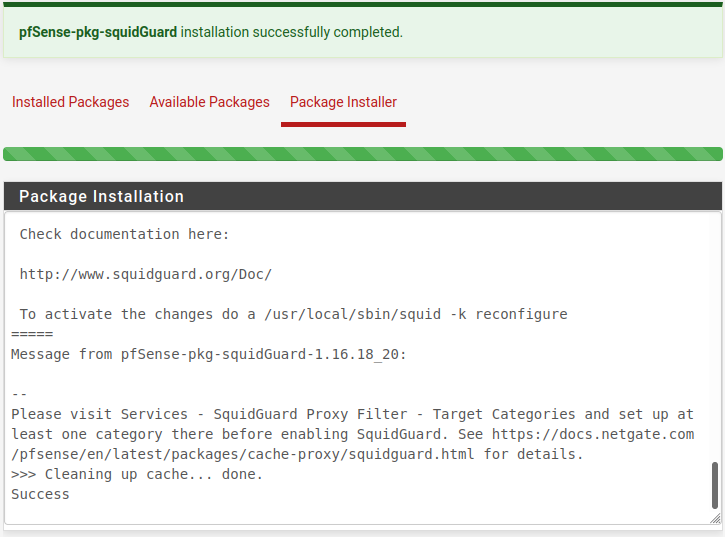 pfSense-pkg-squidGuard installation successfully completed.
Installed Packages Available Packages Package Installer
Package Installation
Check documentation here:
http://www.squidguard.org/Doc/
To activate the changes do a /usr/local/sbin/squid -k reconfigure
=====
Message from pfSense-pkg-squidGuard-1.16.18_20:
--
Please visit Services - SquidGuard Proxy Filter - Target Categories and set up at
least one category there before enabling SquidGuard. See https://docs.netgate.com
/pfsense/en/latest/packages/cache-proxy/squidguard.html for details.
>>> Cleaning up cache... done.
Success